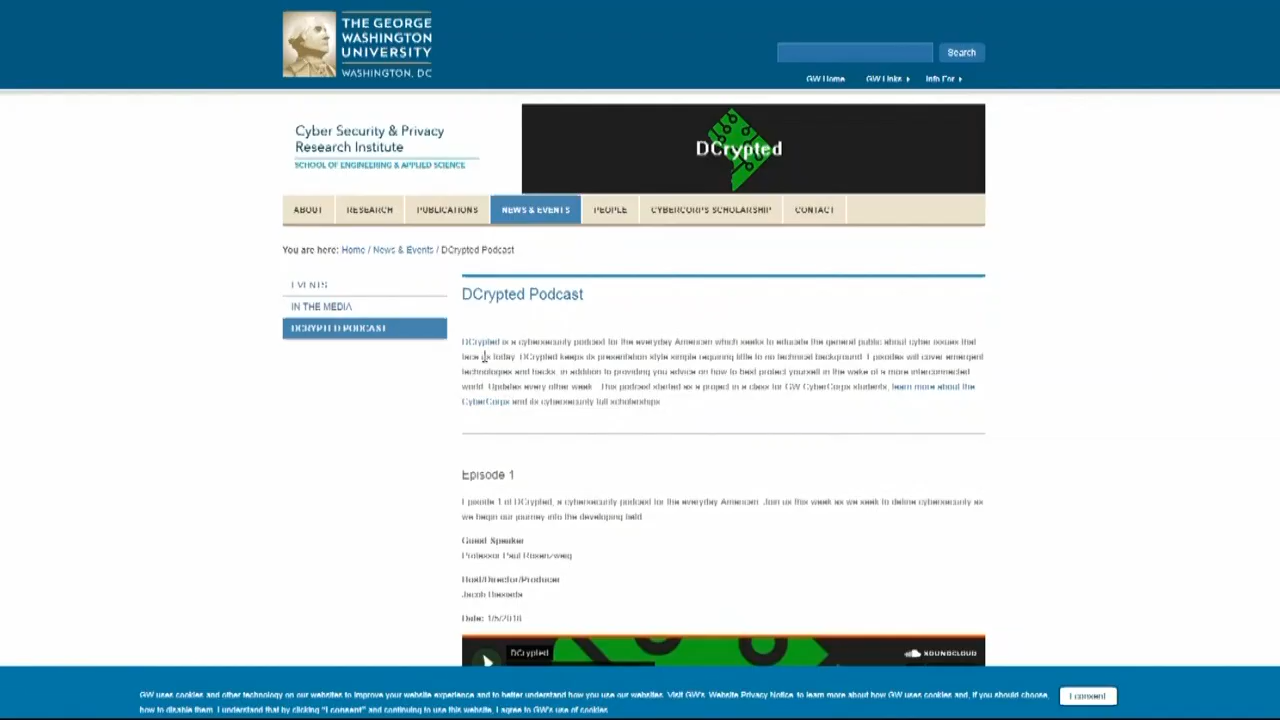 THE GEORGE
WASHINGTON
UNIVERSITY
WASHINGTON, DC
Search
GW Home GW Links Info For
Cyber Security & Privacy
Research Institute
SCHOOL OF ENGINEERING & APPLIED SCIENCE
DCrypted
ABOUT RESEARCH PUBLICATIONS NEWS & EVENTS PEOPLE CYBERCORPS SCHOLARSHIP CONTACT
You are here: Home / News & Events / DCrypted Podcast
EVENTS
IN THE MEDIA
DCRYPTED PODCAST
DCrypted Podcast
DCrypted is a cybersecurity podcast for the everyday American which seeks to educate the general public about cyber issues that
face us today. DCrypted keeps its presentation style simple requiring little to no technical background. Episodes will cover emergent
technologies and hacks, in addition to providing you advice on how to best protect yourself in the wake of a more interconnected
world. Updates every other week. This podcast started as a project in a class for GW CyberCorps students, learn more about the
CyberCorps and its cybersecurity full scholarships.
Episode 1
Episode 1 of DCrypted, a cybersecurity podcast for the everyday American. Join us this week as we seek to define cybersecurity as
we begin our journey into the developing field.
Guest Speaker
Professor Paul Rosenzweig
Host/Director/Producer
Jacob
Date: 1/5/2018
DCrypted
SOUNDCLOUD
GW uses cookies and other technology on our websites to improve your website experience and to better understand how you use our websites. Visit GW's Website Privacy Notice to learn more about how GW uses cookies and, if you should choose,
how to disable them. I understand that by clicking "I consent" and continuing to use this website, I agree to GW's use of cookies.
I consent